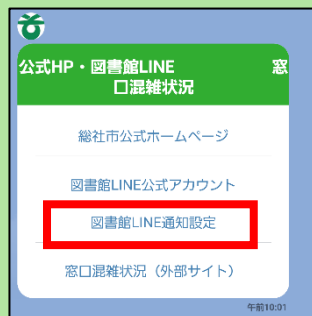 公式HP・図書館LINE 窓
口混雑状況
総社市公式ホームページ
図書館LINE公式アカウント
図書館LINE通知設定
窓口混雑状況（外部サイト）
午前10:01